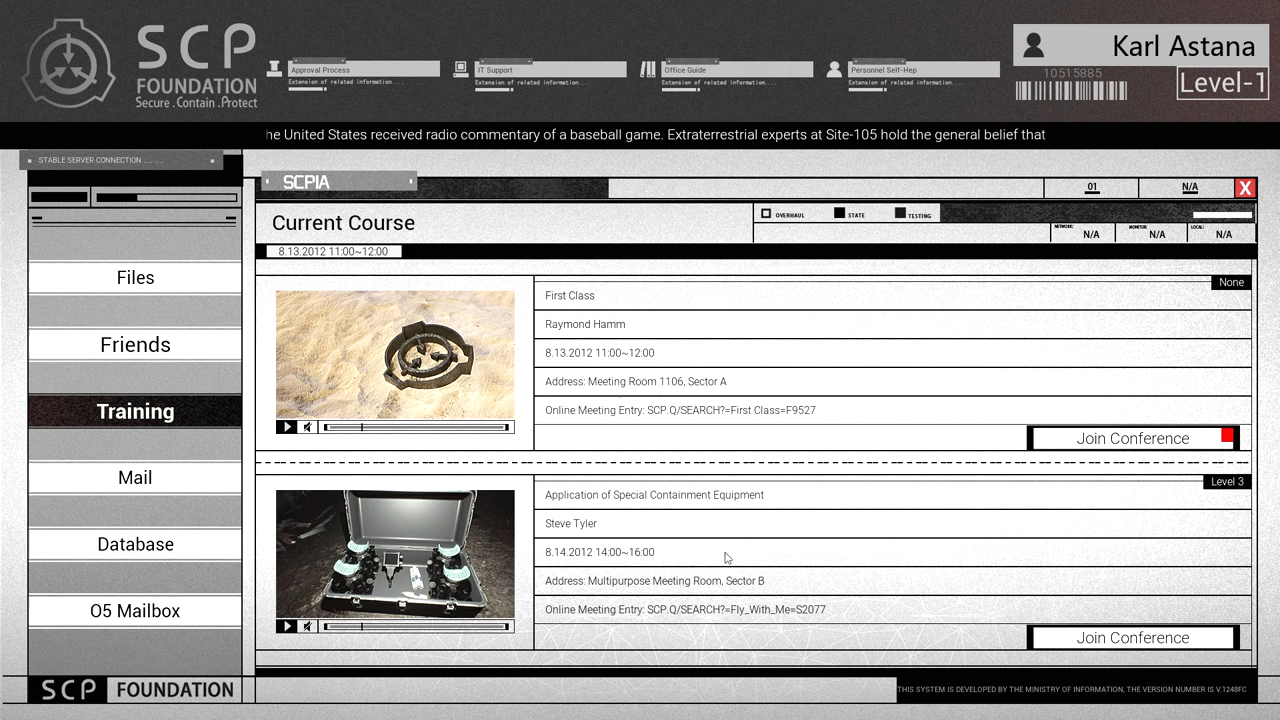 SCP
FOUNDATION
Secure .Contain .Protect
Approval Process
Extension of related information....
IT Support
Extension of related information....
Office Guide
Extension of related information....
Personnel Self-Hep
Extension of related information....
Karl Astana
10515885
Level-1
he United States received radio commentary of a baseball game. Extraterrestrial experts at Site-105 hold the general belief that
STABLE SERVER CONNECTION ...... ......
SCPIA
01
N/A
X
Current Course
OVERHAUL
STATE
TESTING
NETWORK:
N/A
MONITOR:
N/A
LOCAL:
N/A
8.13.2012 11:00~12:00
Files
Friends
Training
Mail
Database
O5 Mailbox
None
First Class
Raymond Hamm
8.13.2012 11:00~12:00
Address: Meeting Room 1106, Sector A
Online Meeting Entry: SCP.Q/SEARCH?=First Class=F9527
Join Conference
Level 3
Application of Special Containment Equipment
Steve Tyler
8.14.2012 14:00~16:00
Address: Multipurpose Meeting Room, Sector B
Online Meeting Entry: SCP.Q/SEARCH?=Fly_With_Me=S2077
Join Conference
SCP FOUNDATION
THIS SYSTEM IS DEVELOPED BY THE MINISTRY OF INFORMATION, THE VERSION NUMBER IS V.1248FC